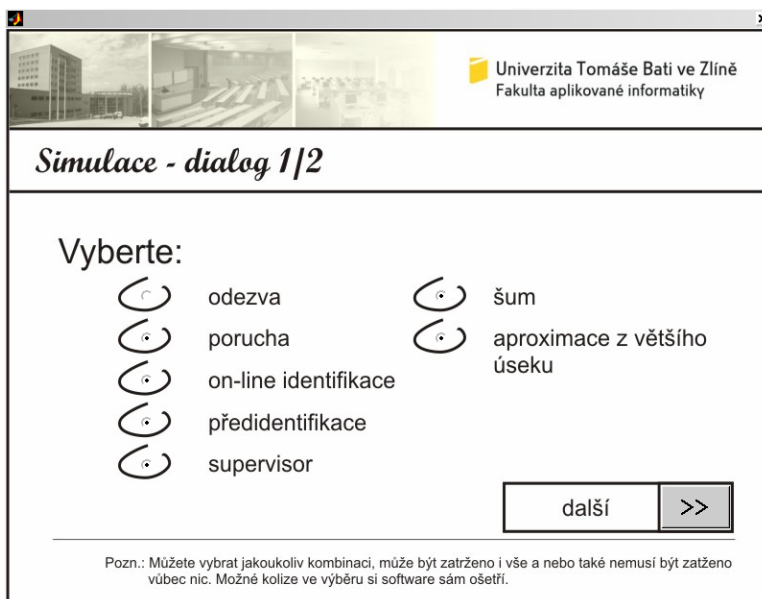 Univerzita Tomáše Bati ve Zlíně
Fakulta aplikované informatiky
Simulace - dialog 1/2
Vyberte:
odezva
porucha
on-line identifikace
předidentifikace
supervisor
šum
aproximace z většího
úseku
další
>>
Pozn.: Můžete vybrat jakoukoliv kombinaci, může být zatrženo i vše a nebo také nemusí být zatženo
vůbec nic. Možné kolize ve výběru si software sám ošetří.